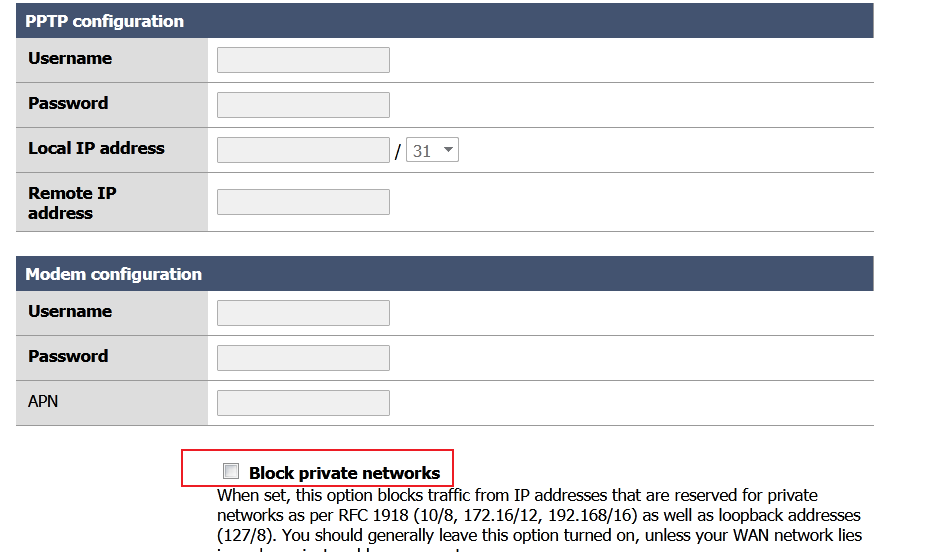 PPTP configuration
Username
Password
Local IP address / 31
Remote IP
address
Modem configuration
Username
Password
APN
Block private networks
When set, this option blocks traffic from IP addresses that are reserved for private
networks as per RFC 1918 (10/8, 172.16/12, 192.168/16) as well as loopback addresses
(127/8). You should generally leave this option turned on, unless your WAN network lies